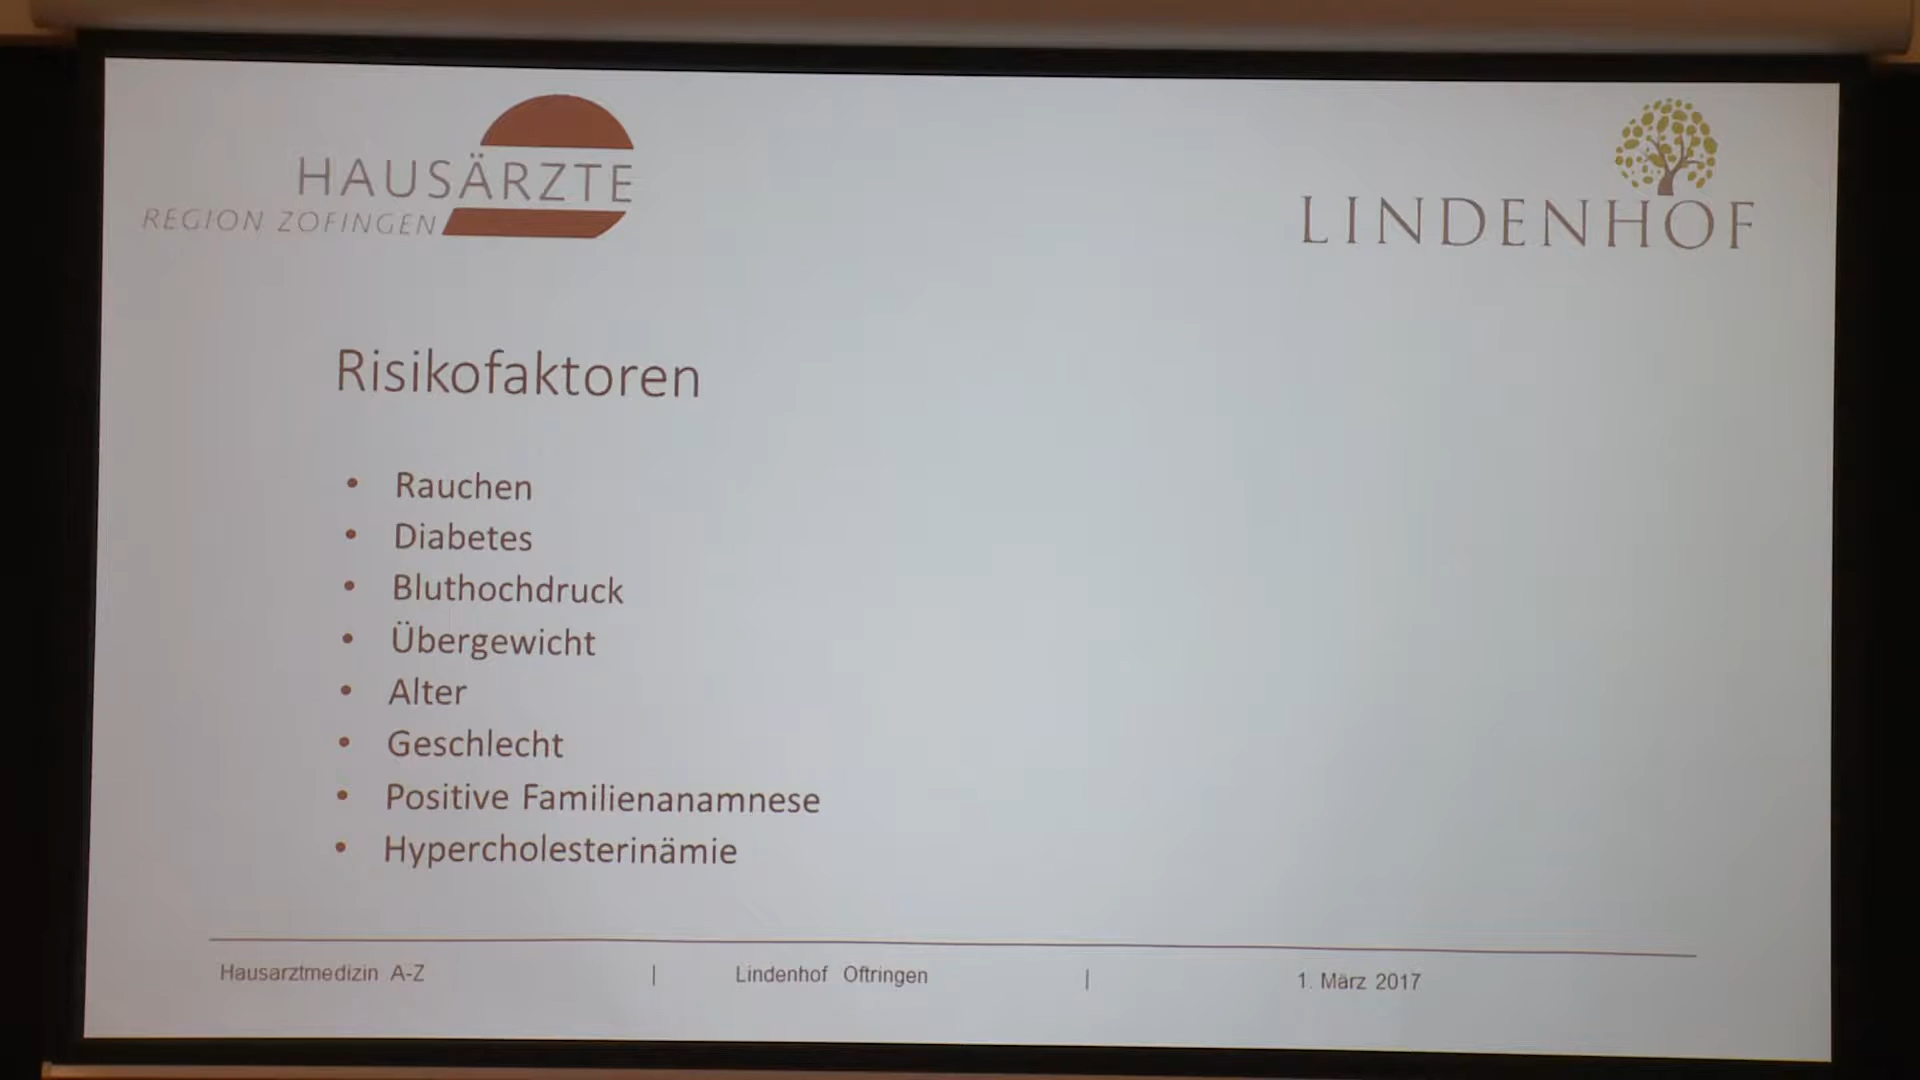 HAUSÄRZTE
REGION ZOFINGEN
LINDENHOF
Risikofaktoren
• Rauchen
• Diabetes
• Bluthochdruck
• Übergewicht
• Alter
• Geschlecht
• Positive Familienanamnese
• Hypercholesterinämie
Hausarztmedizin A-Z | Lindenhof Oftringen | 1. März 2017